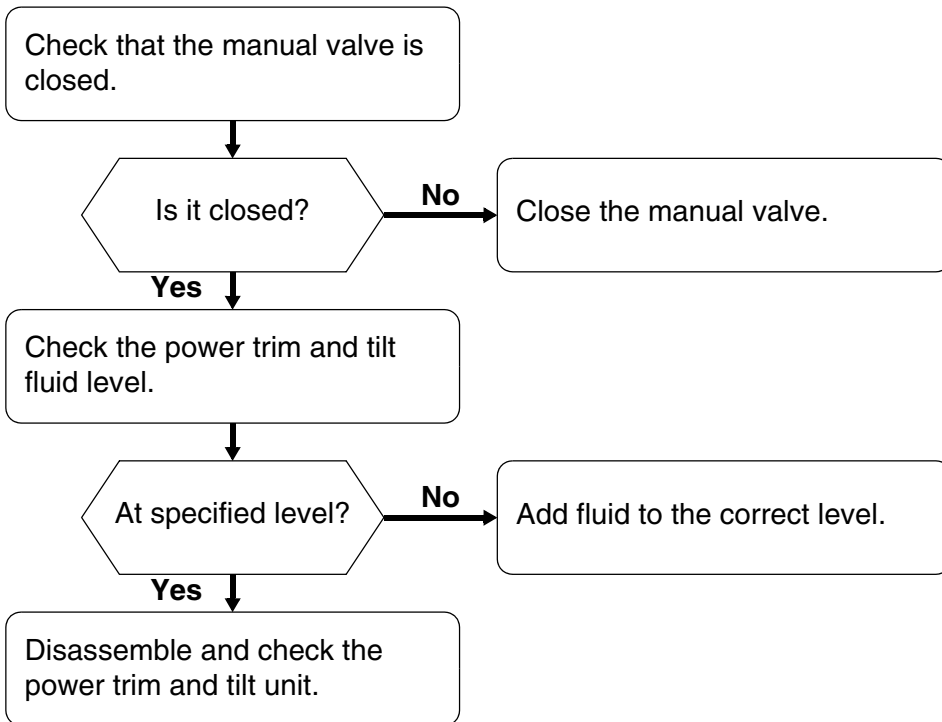 Check that the manual valve is
closed.
Is it closed?
No
Close the manual valve.
Yes
Check the power trim and tilt
fluid level.
At specified level?
No
Add fluid to the correct level.
Yes
Disassemble and check the
power trim and tilt unit.